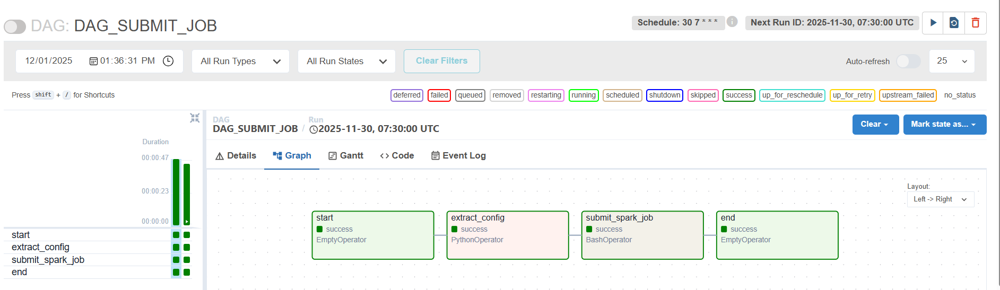 DAG: DAG_SUBMIT_JOB
Schedule: 30 7 * * *
Next Run ID: 2025-11-30, 07:30:00 UTC
12/01/2025 01:36:31 PM
All Run Types
All Run States
Clear Filters
Auto-refresh
25
Press shift + / for Shortcuts
deferred failed queued removed restarting running scheduled shutdown skipped success up_for_reschedule up_for_retry upstream_failed no_status
DAG
DAG_SUBMIT_JOB
/
Run
2025-11-30, 07:30:00 UTC
Clear
Mark state as...
Duration
00:00:47
00:00:23
00:00:00
start
extract_config
submit_spark_job
end
Details
Graph
Gantt
Code
Event Log
Layout:
Left -> Right
start
success
EmptyOperator
extract_config
success
PythonOperator
submit_spark_job
success
BashOperator
end
success
EmptyOperator